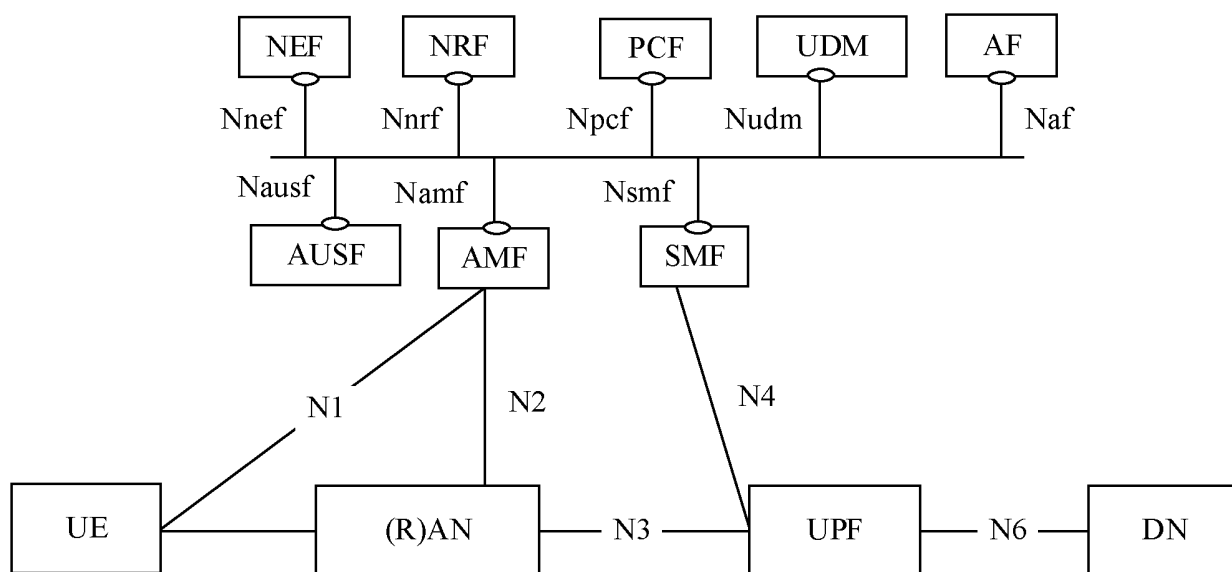 NEF NRF PCF UDM AF
Nnef Nnrf Npcf Nudm Naf
Nausf Namf Nsmf
AUSF AMF SMF
N1 N2 N4
UE (R)AN N3 UPF N6 DN